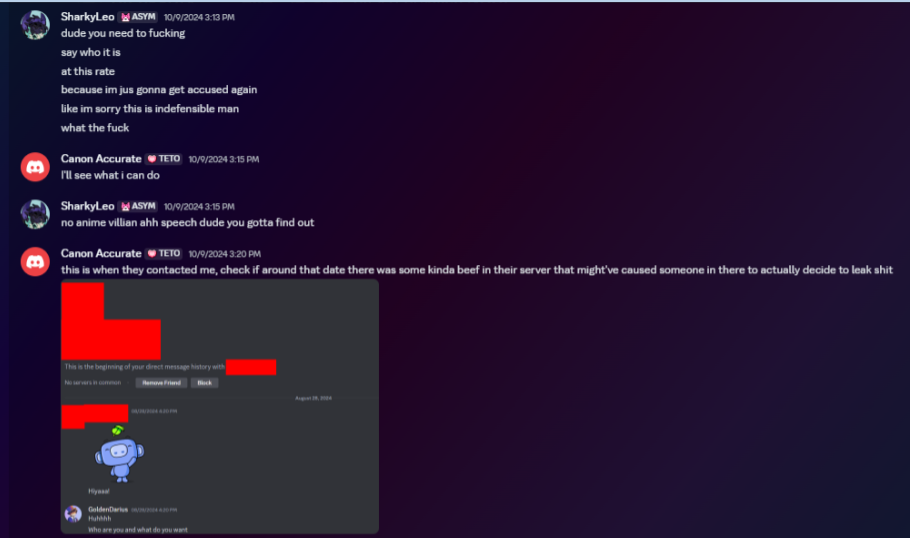 SharkyLeo ASYM 10/9/2024 3:13 PM
dude you need to fucking
say who it is
at this rate
because im jus gonna get accused again
like im sorry this is indefensible man
what the fuck
Canon Accurate TETO 10/9/2024 3:15 PM
I'll see what i can do
SharkyLeo ASYM 10/9/2024 3:15 PM
no anime villian ahh speech dude you gotta find out
Canon Accurate TETO 10/9/2024 3:20 PM
this is when they contacted me, check if around that date there was some kinda beef in their server that might've caused someone in there to actually decide to leak shit
This is the beginning of your direct message history with
No servers in common Remove Friend Block
August 28, 2024
08/28/2024 4:20 PM
Hiyaaa!
GoldenDarius 08/28/2024 4:20 PM
Huhhhh
Who are you and what do you want